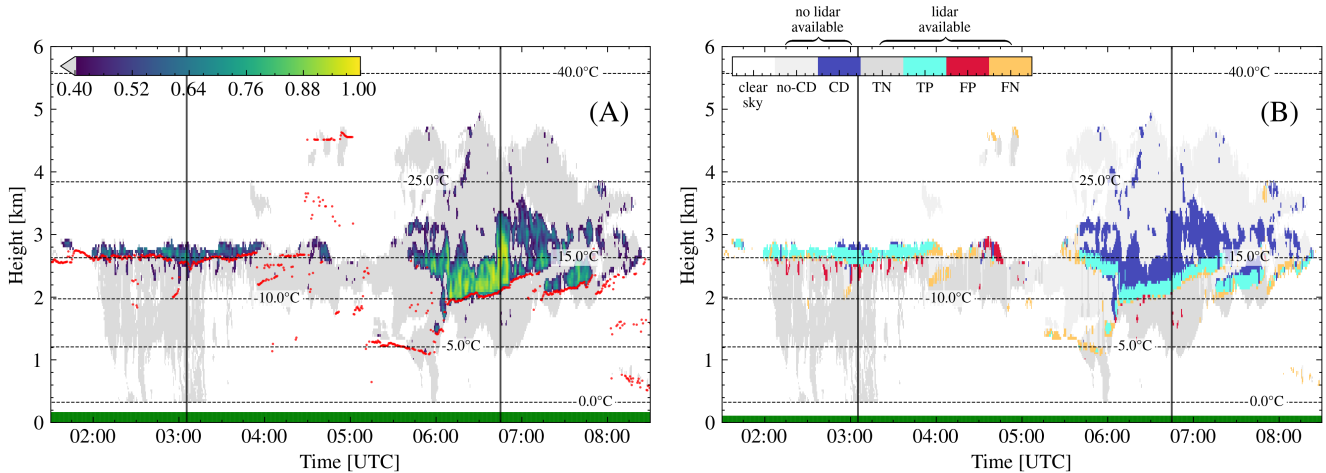 no lidar available
lidar available
6
5
4
3
2
1
0
Height [km]
0.40 0.52 0.64 0.76 0.88 1.00
(A)
-40.0°C
-25.0°C
15.0°C
-10.0°C
5.0°C
0.0°C
02:00 03:00 04:00 05:00 06:00 07:00 08:00
Time [UTC]
6
5
4
3
2
1
0
Height [km]
clear sky
no-CD
CD
TN
TP
FP
FN
(B)
40.0°C
-25.0°C
15.0°C
-10.0°C
5.0°C
0.0°C
02:00 03:00 04:00 05:00 06:00 07:00 08:00
Time [UTC]